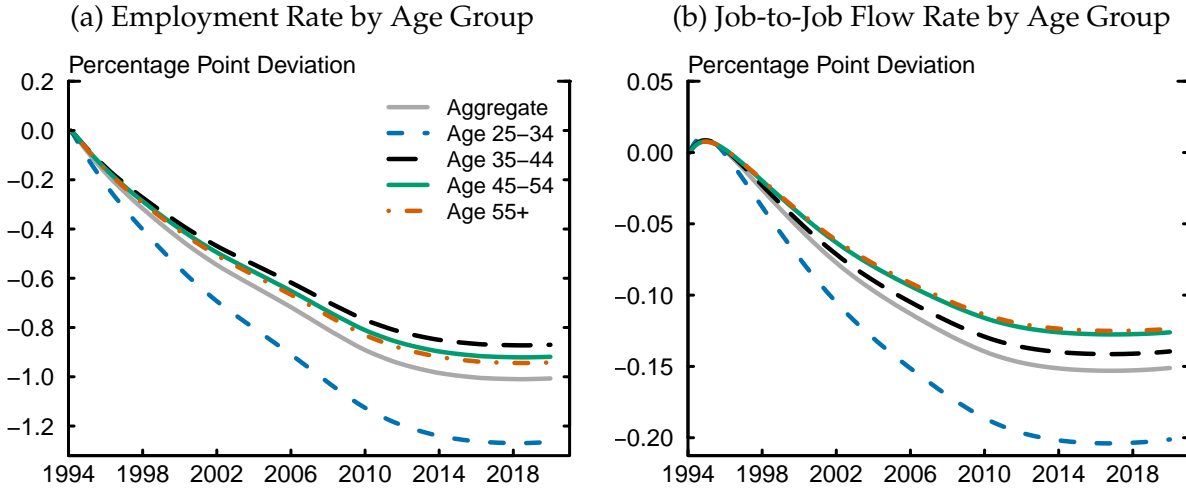 (a) Employment Rate by Age Group
Percentage Point Deviation
0.2
0.0
−0.2
−0.4
−0.6
−0.8
−1.0
−1.2
Aggregate
Age 25−34
Age 35−44
Age 45−54
Age 55+
1994 1998 2002 2006 2010 2014 2018
(b) Job-to-Job Flow Rate by Age Group
Percentage Point Deviation
0.05
0.00
−0.05
−0.10
−0.15
−0.20
1994 1998 2002 2006 2010 2014 2018